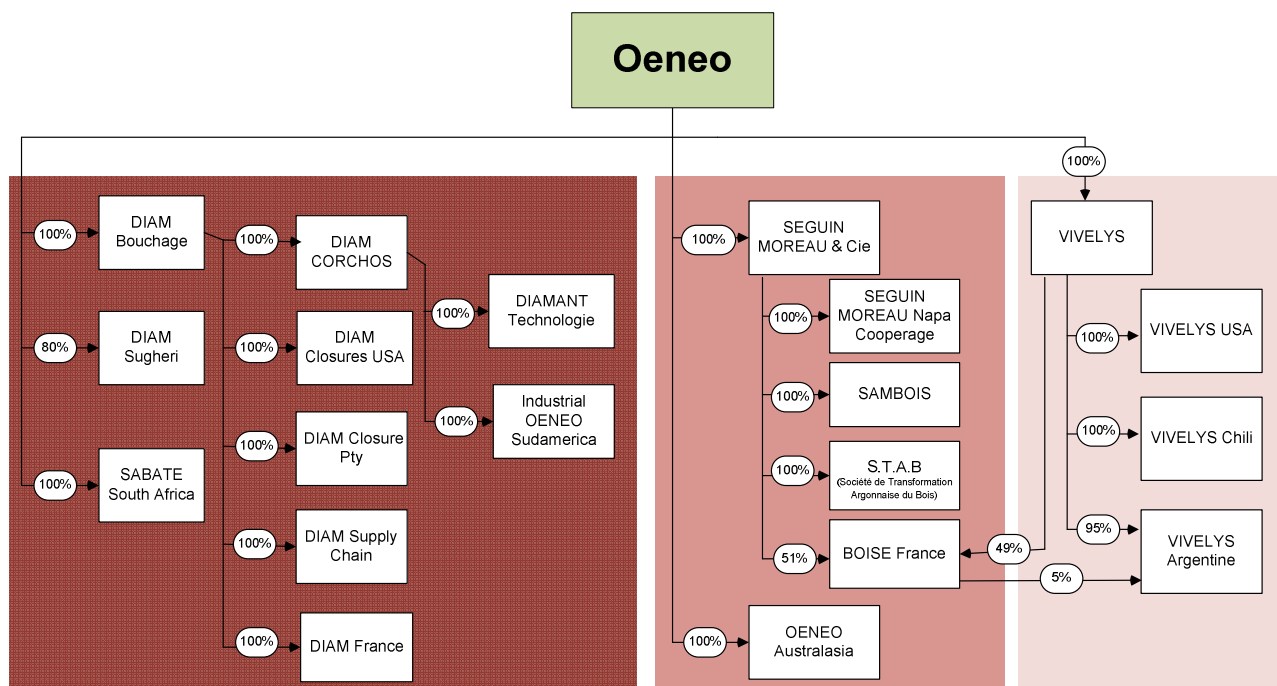 Oeneo
100%
DIAM
Bouchage
80%
DIAM
Sugheri
100%
SABATE
South Africa
100%
DIAM
CORCHOS
100%
DIAM
Closures USA
100%
DIAM Closure
Pty
100%
DIAM Supply
Chain
100%
DIAM France
100%
DIAMANT
Technologie
100%
Industrial
OENEO
Sudamerica
100%
SEGUIN
MOREAU & Cie
100%
SEGUIN
MOREAU Napa
Cooperage
100%
SAMBOIS
100%
S.T.A.B
(Société de Transformation
Argonnaise du Bois)
51%
BOISE France
100%
OENEO
Australasia
100%
VIVELYS
100%
VIVELYS USA
100%
VIVELYS Chili
95%
VIVELYS
Argentine
49%
5%